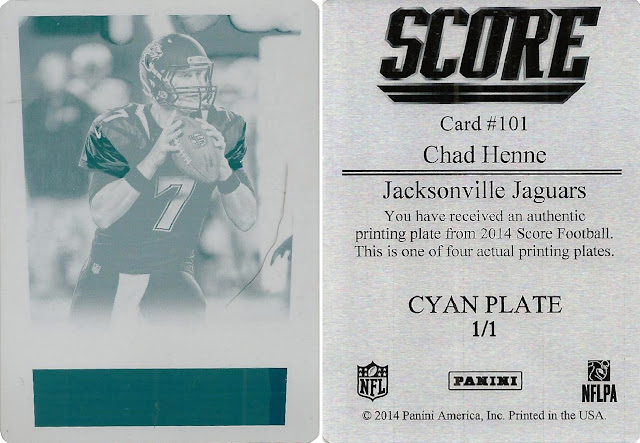 7
7
NFL
SCORE
Card #101
Chad Henne
Jacksonville Jaguars
You have received an authentic
printing plate from 2014 Score Football.
This is one of four actual printing plates.
CYAN PLATE
1/1
NFL PANINI NFLPA
© 2014 Panini America, Inc. Printed in the USA.